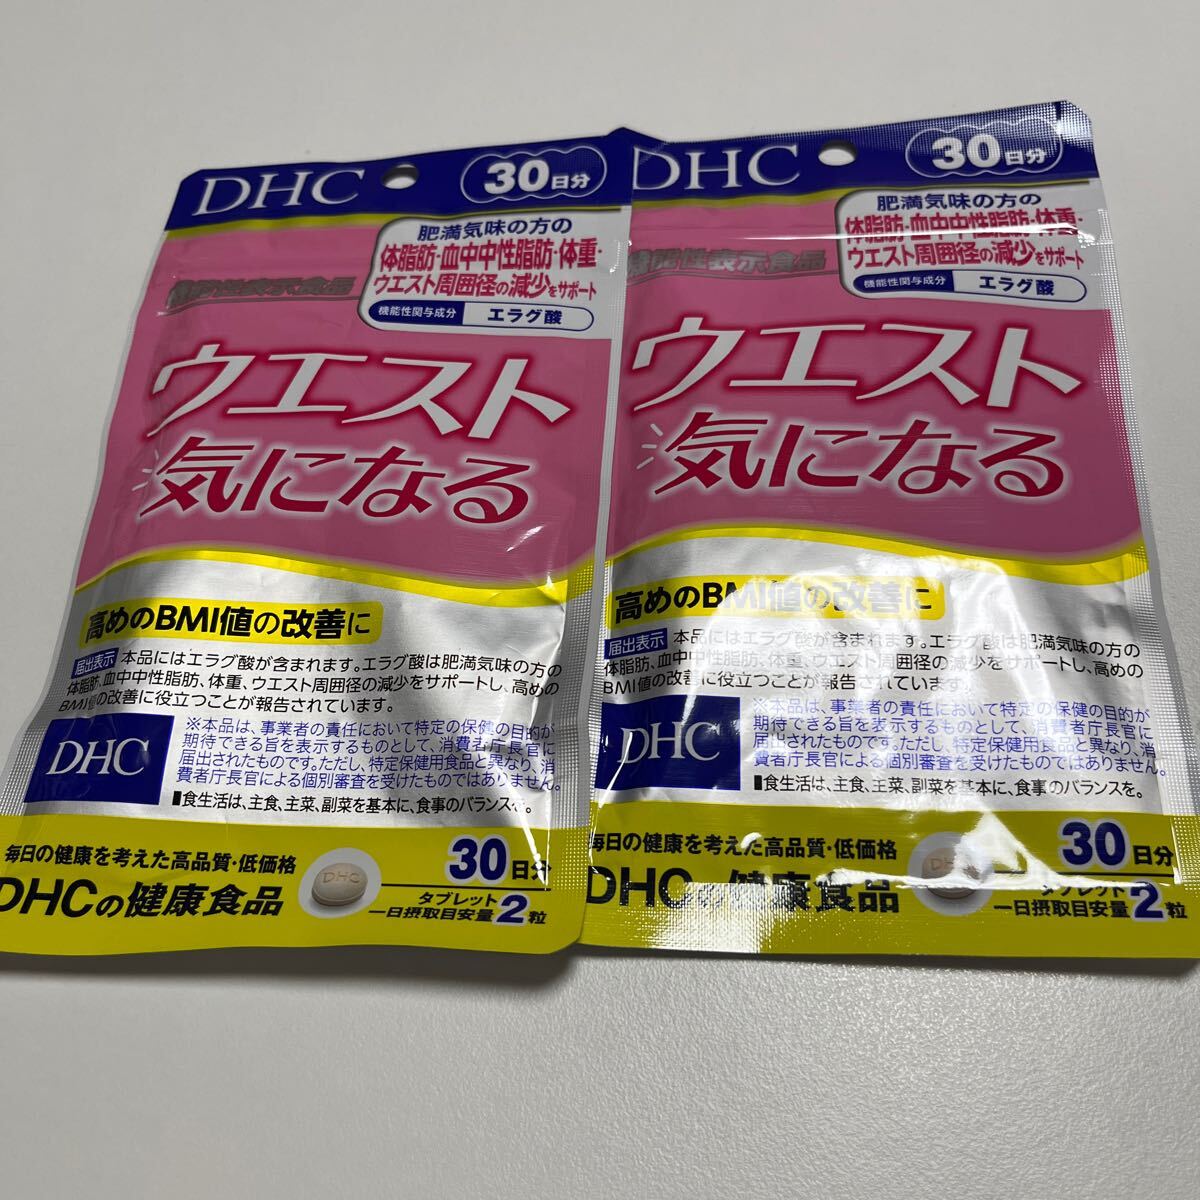 DHC
30日分
肥満気味の方の
体脂肪・血中中性脂肪・体重・
ウエスト周囲径の減少をサポート
機能性関与成分 エラグ酸
機能性表示食品
ウエスト
気になる
高めのBMI値の改善に
届出表示 本品にはエラグ酸が含まれます。エラグ酸は肥満気味の方の
体脂肪、血中中性脂肪、体重、ウエスト周囲径の減少をサポートし、高めの
BMI値の改善に役立つことが報告されています。
※本品は、事業者の責任において特定の保健の目的が
期待できる旨を表示するものとして、消費者庁長官に
届出されたものです。ただし、特定保健用食品と異なり、消
費者庁長官による個別審査を受けたものではありません。
DHC
■食生活は、主食、主菜、副菜を基本に、食事のバランスを。
毎日の健康を考えた高品質・低価格
DHCの健康食品
DHC
30日分
タブレット
一日摂取目安量2粒
DHC
30日分
肥満気味の方の
体脂肪・血中中性脂肪・体重・
ウエスト周囲径の減少をサポート
機能性関与成分 エラグ酸
機能性表示食品
ウエスト
気になる
高めのBMI値の改善に
届出表示 本品にはエラグ酸が含まれます。エラグ酸は肥満気味の方の
体脂肪、血中中性脂肪、体重、ウエスト周囲径の減少をサポートし、高めの
BMI値の改善に役立つことが報告されています。
※本品は、事業者の責任において特定の保健の目的が
期待できる旨を表示するものとして、消費者庁長官に
届出されたものです。ただし、特定保健用食品と異なり、消
費者庁長官による個別審査を受けたものではありません。
DHC
■食生活は、主食、主菜、副菜を基本に、食事のバランスを。
毎日の健康を考えた高品質・低価格
DHCの健康食品
DHC
30日分
タブレット
一日摂取目安量2粒